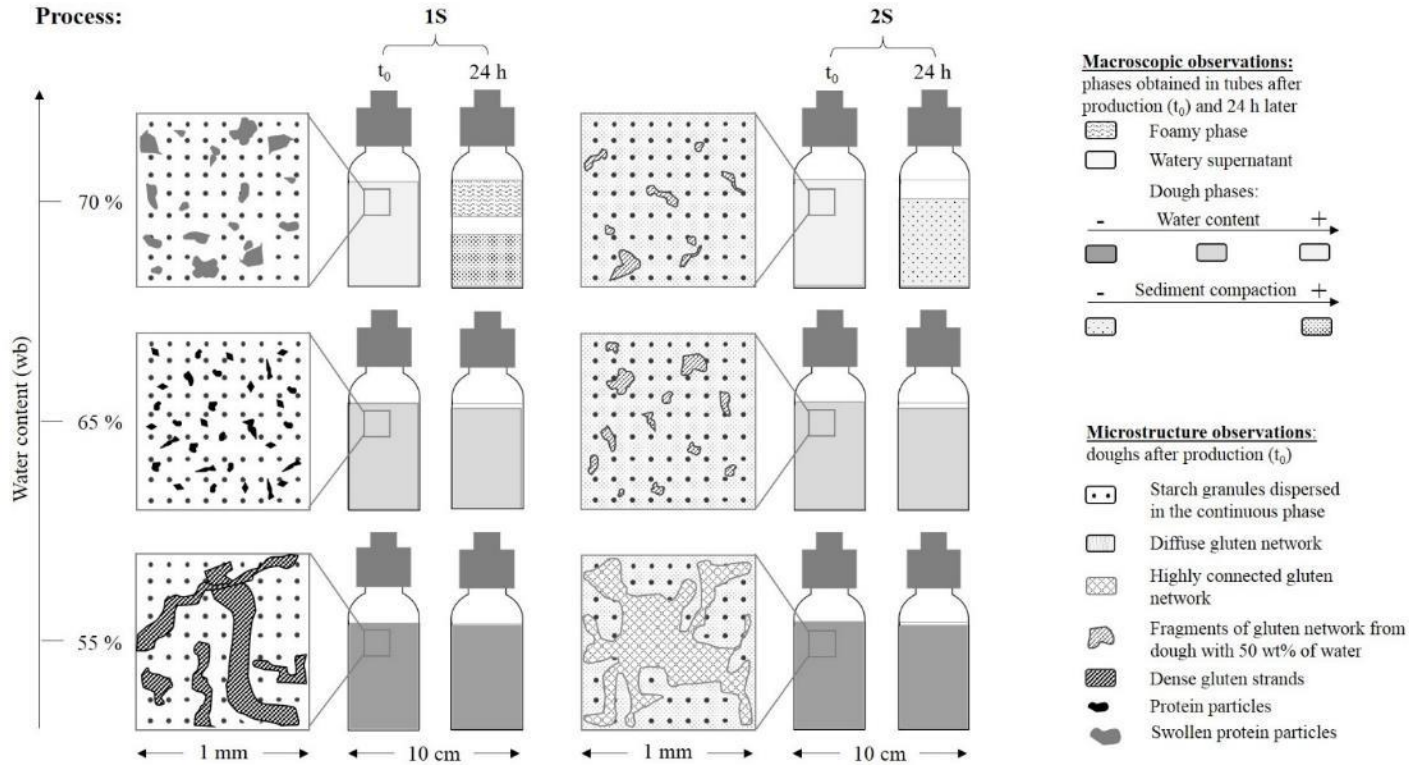 Process:
1S
2S
t0
24 h
t0
24 h
Water content (wb)
70 %
65 %
55 %
1 mm
10 cm
1 mm
10 cm
Macroscopic observations:
phases obtained in tubes after
production (t0) and 24 h later
Foamy phase
Watery supernatant
Dough phases:
- Water content +
- Sediment compaction +
Microstructure observations:
doughs after production (t0)
Starch granules dispersed
in the continuous phase
Diffuse gluten network
Highly connected gluten
network
Fragments of gluten network from
dough with 50 wt% of water
Dense gluten strands
Protein particles
Swollen protein particles